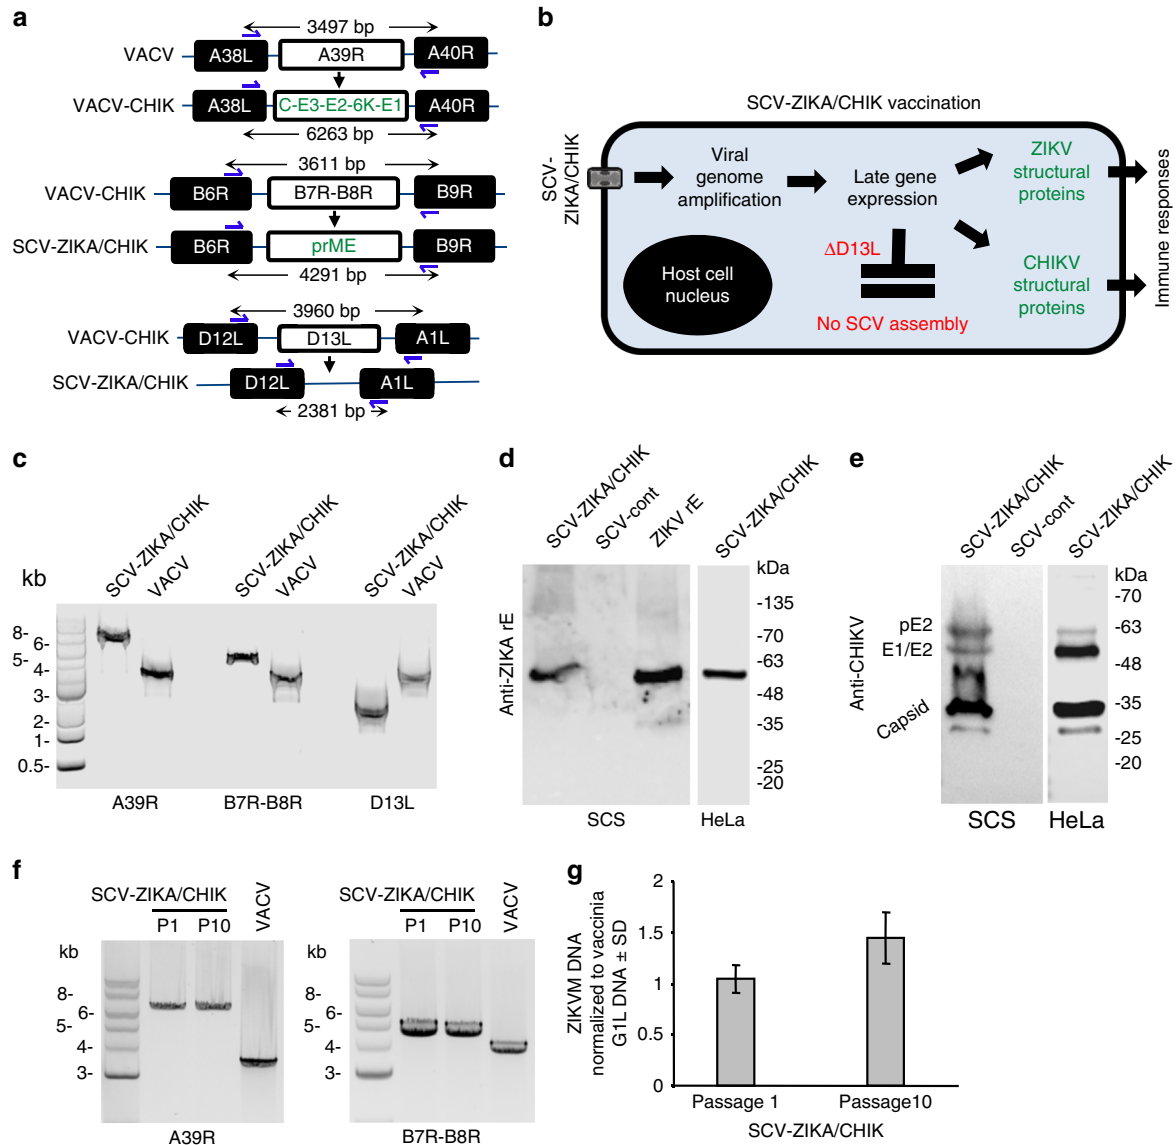 a
3497 bp
VACV
A38L
A39R
A40R
VACV-CHIK
A38L
C-E3-E2-6K-E1
A40R
6263 bp
3611 bp
VACV-CHIK
B6R
B7R-B8R
B9R
SCV-ZIKA/CHIK
B6R
prME
B9R
4291 bp
3960 bp
VACV-CHIK
D12L
D13L
A1L
SCV-ZIKA/CHIK
D12L
A1L
2381 bp
b
SCV-ZIKA/CHIK vaccination
SCV-
ZIKA/CHIK
Viral
genome
amplification
Late gene
expression
ZIKV
structural
proteins
CHIKV
structural
proteins
Immune responses
Host cell
nucleus
ΔD13L
No SCV assembly
c
kb
SCV-ZIKA/CHIK
VACV
SCV-ZIKA/CHIK
VACV
SCV-ZIKA/CHIK
VACV
8-
6-
5-
4-
3-
2-
1-
0.5-
A39R
B7R-B8R
D13L
d
Anti-ZIKA rE
SCV-ZIKA/CHIK
SCV-cont
ZIKV rE
SCV-ZIKA/CHIK
kDa
-135
-70
-63
-48
-35
-25
-20
SCS
HeLa
e
Anti-CHIKV
SCV-ZIKA/CHIK
SCV-cont
SCV-ZIKA/CHIK
pE2
E1/E2
Capsid
kDa
-70
-63
-48
-35
-25
-20
SCS
HeLa
f
SCV-ZIKA/CHIK
P1
P10
VACV
kb
8-
6-
5-
4-
3-
A39R
SCV-ZIKA/CHIK
P1
P10
VACV
kb
8-
6-
5-
4-
3-
B7R-B8R
g
ZIKVM DNA
normalized to vaccinia
G1L DNA ± SD
2
1.5
1
0.5
0
Passage 1
Passage10
SCV-ZIKA/CHIK